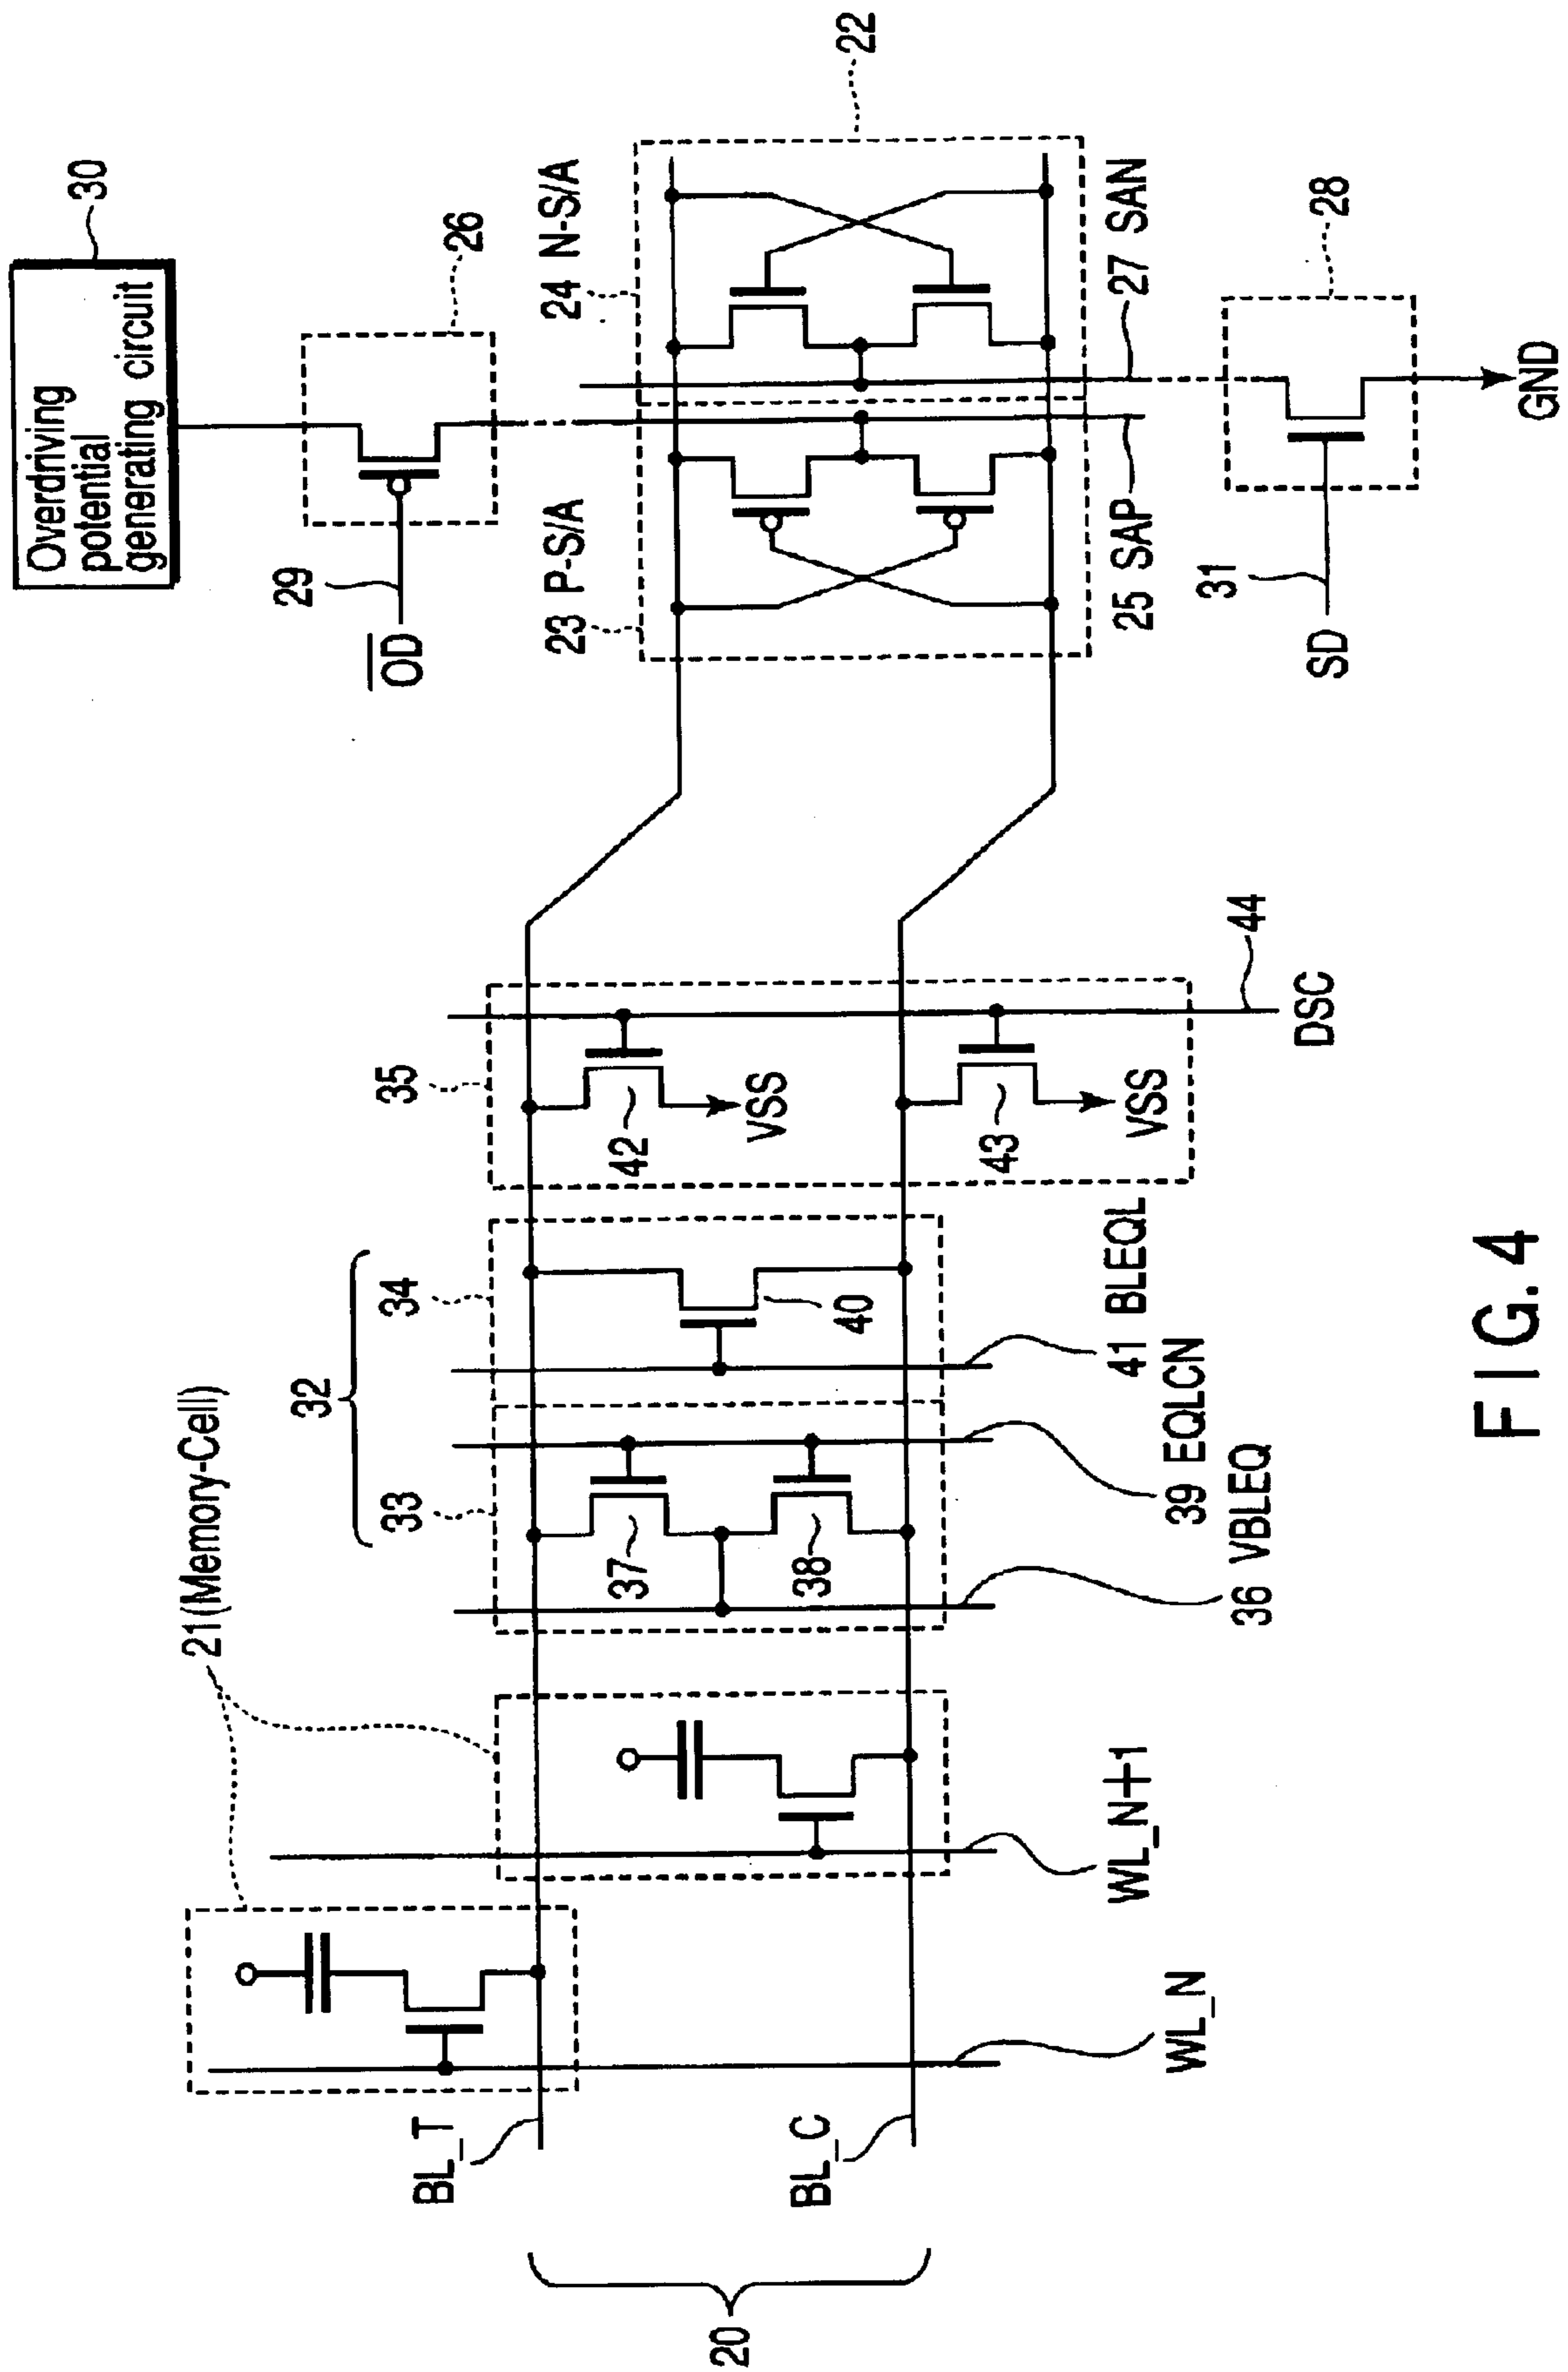 Overdriving
potential
generating circuit
30
26
29
OD
22
24 N-S/A
23 P-S/A
27 SAN
25 SAP
28
31
SD
GND
35
42
VSS
43
VSS
44
DSC
32
34
33
40
37
38
41 BLEQL
39 EQLCN
36 VBLEQ
21(Memory-Cell)
WL_N+1
WL_N
BL_T
BL_C
20
FIG. 4